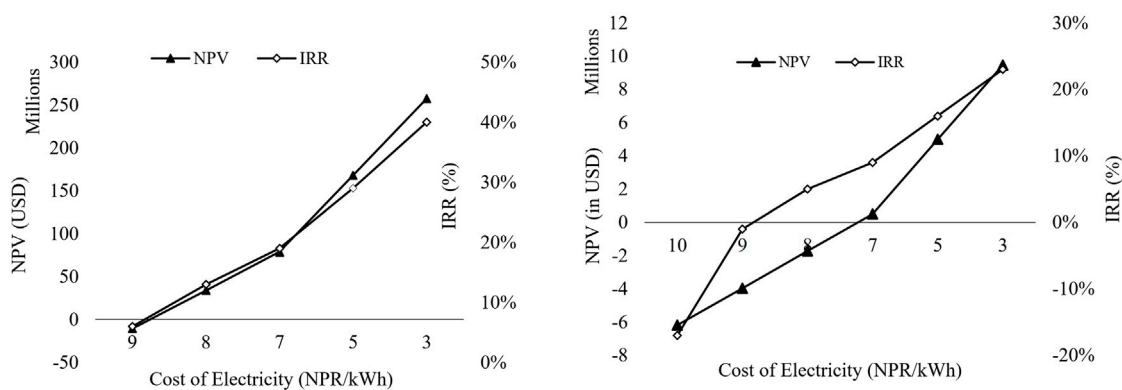 NPV IRR
Millions
NPV (USD)
300
250
200
150
100
50
0
-50
50%
40%
30%
20%
10%
0%
IRR (%)
9 8 7 5 3
Cost of Electricity (NPR/kWh)
NPV IRR
Millions
NPV (in USD)
12
10
8
6
4
2
0
-2
-4
-6
-8
30%
20%
10%
0%
-10%
-20%
IRR (%)
10 9 8 7 5 3
Cost of Electricity (NPR/kWh)